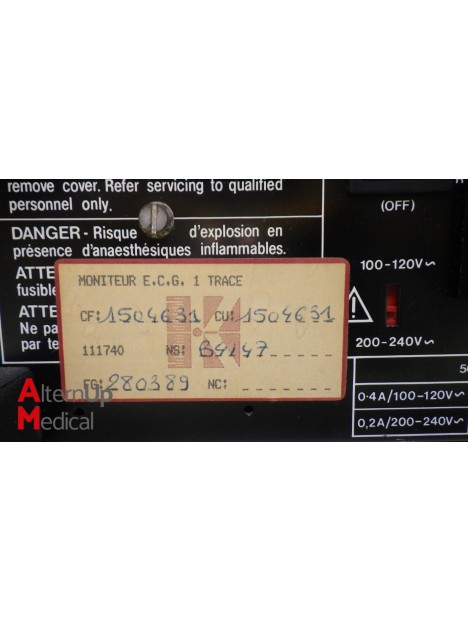 remove cover. Refer servicing to qualified
personnel only.
DANGER - Risque d'explosion en
présence d'anaesthésiques inflammables.
ATTE
fusible
ATTE
Ne pa
par te
MONITEUR E.C.G. 1 TRACE
CF: 1504631 CU: 1504631
111740 NS: B9147
FG: 280389 NC:
(OFF)
100-120V~
200-240V~
50
0·4A/100-120V~
0,2A/200-240V~
AlternUp
Medical